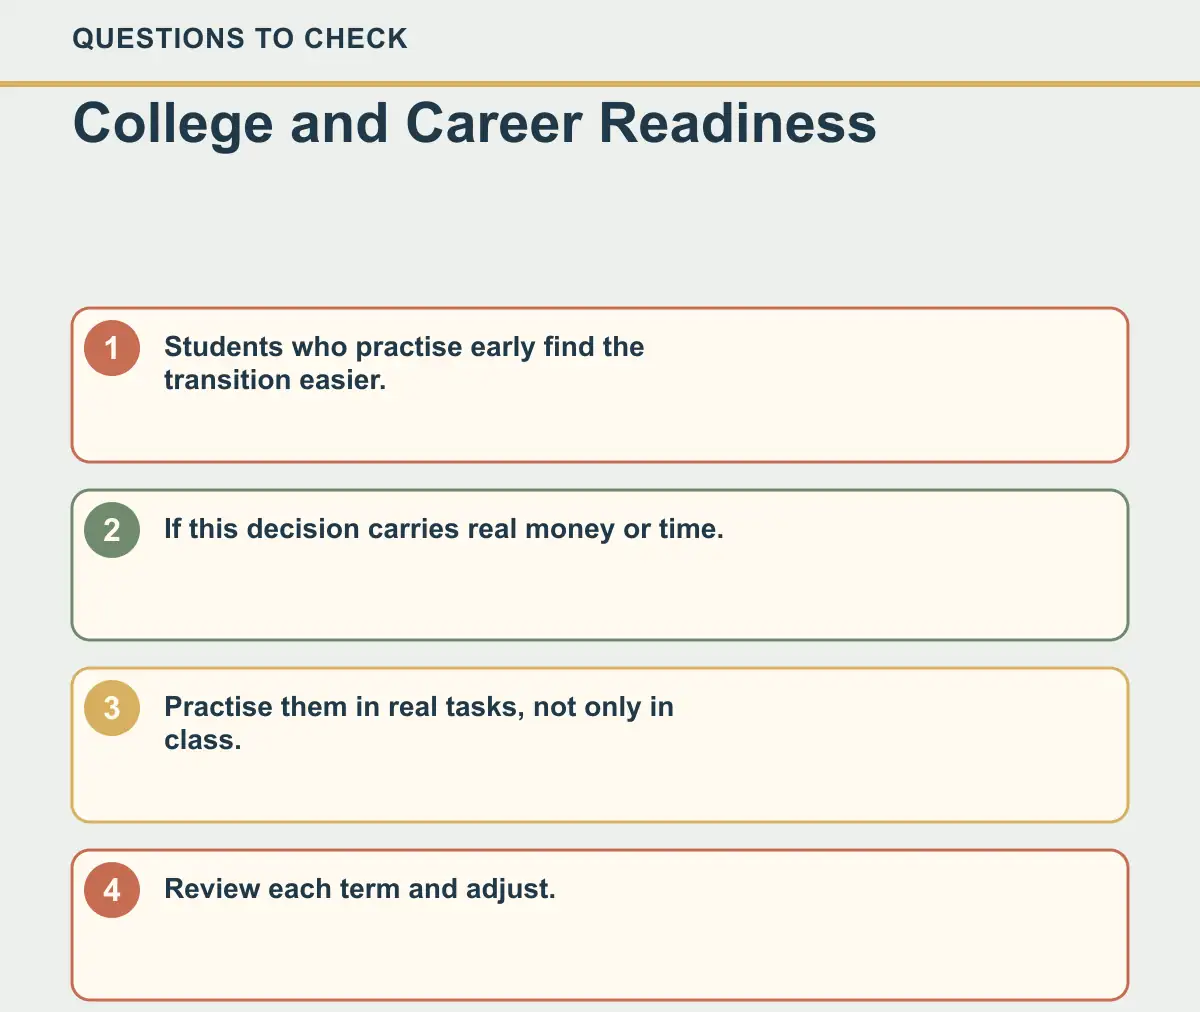 QUESTIONS TO CHECK
College and Career Readiness
1
Students who practise early find the
transition easier.
2
If this decision carries real money or time.
3
Practise them in real tasks, not only in
class.
4
Review each term and adjust.